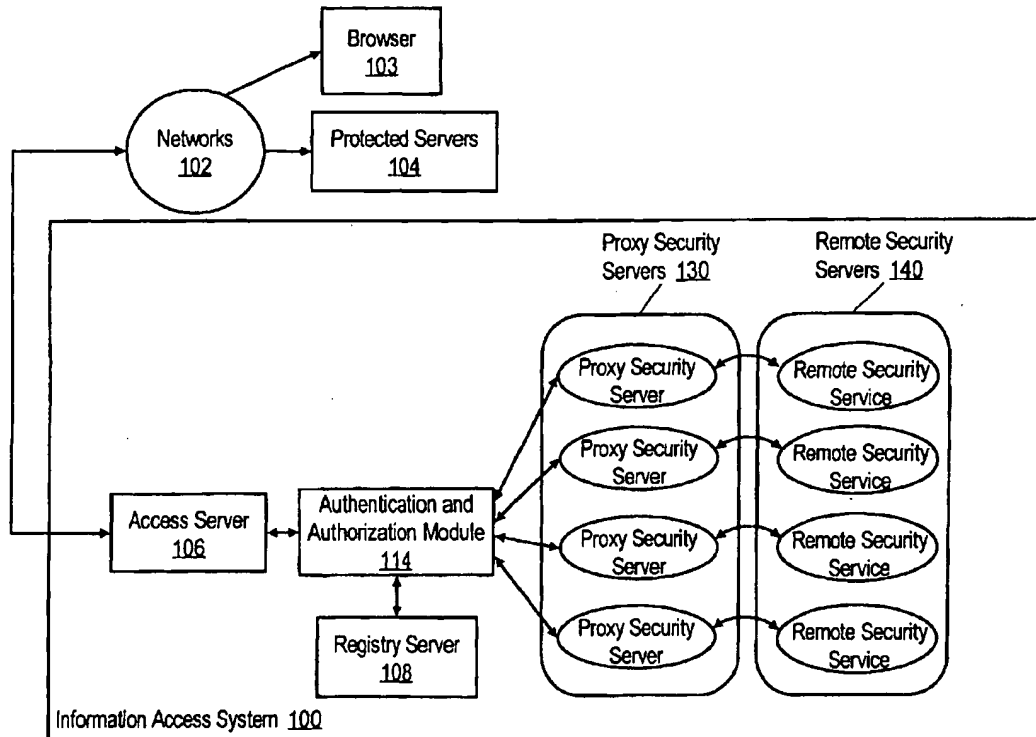 Browser
103
Networks
102
Protected Servers
104
Proxy Security
Servers 130
Remote Security
Servers 140
Proxy Security
Server
Remote Security
Service
Proxy Security
Server
Remote Security
Service
Access Server
106
Authentication and
Authorization Module
114
Proxy Security
Server
Remote Security
Service
Registry Server
108
Proxy Security
Server
Remote Security
Service
Information Access System 100